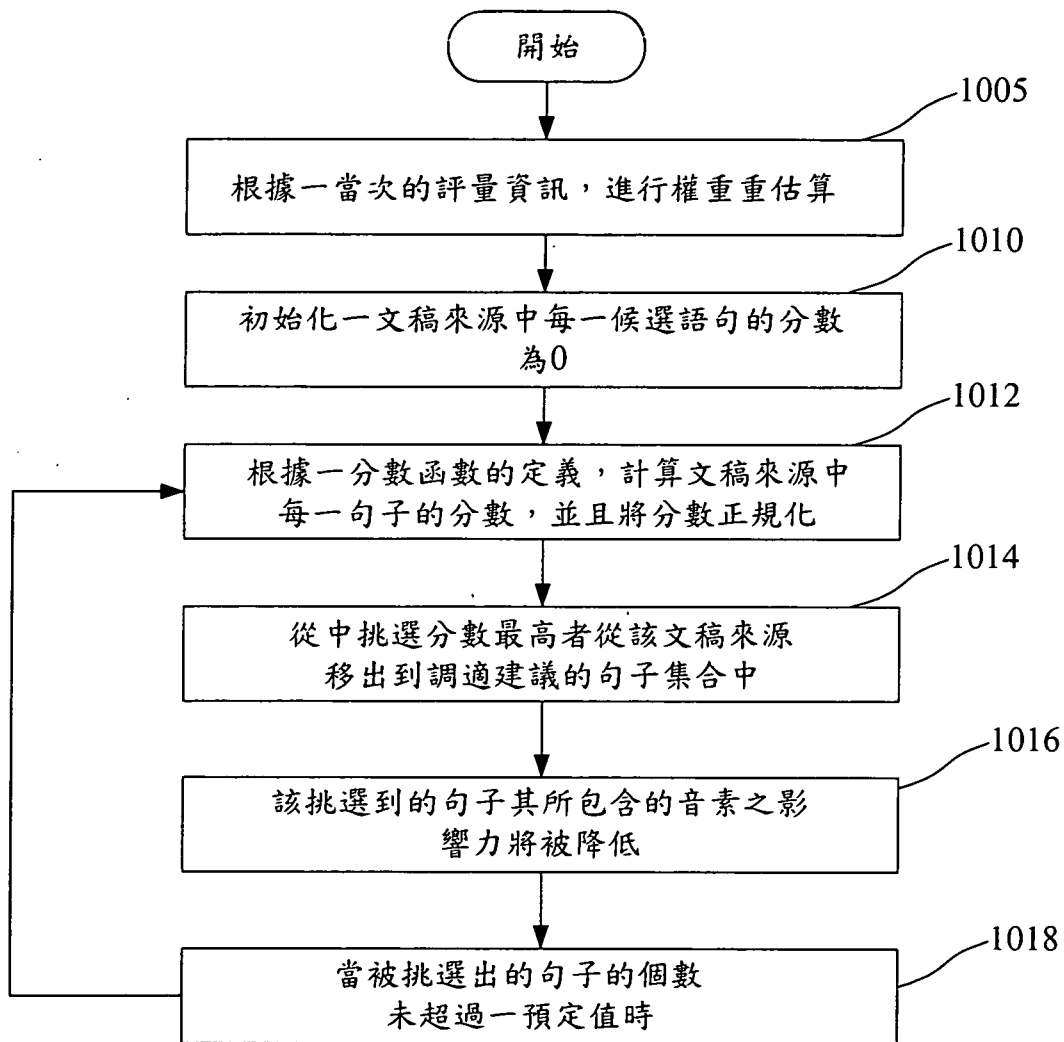 開始
1005
根據一當次的評量資訊，進行權重重估算
1010
初始化一文稿來源中每一候選語句的分數
為0
1012
根據一分數函數的定義，計算文稿來源中
每一句子的分數，並且將分數正規化
1014
從中挑選分數最高者從該文稿來源
移出到調適建議的句子集合中
1016
該挑選到的句子其所包含的音素之影
響力將被降低
1018
當被挑選出的句子的個數
未超過一預定值時